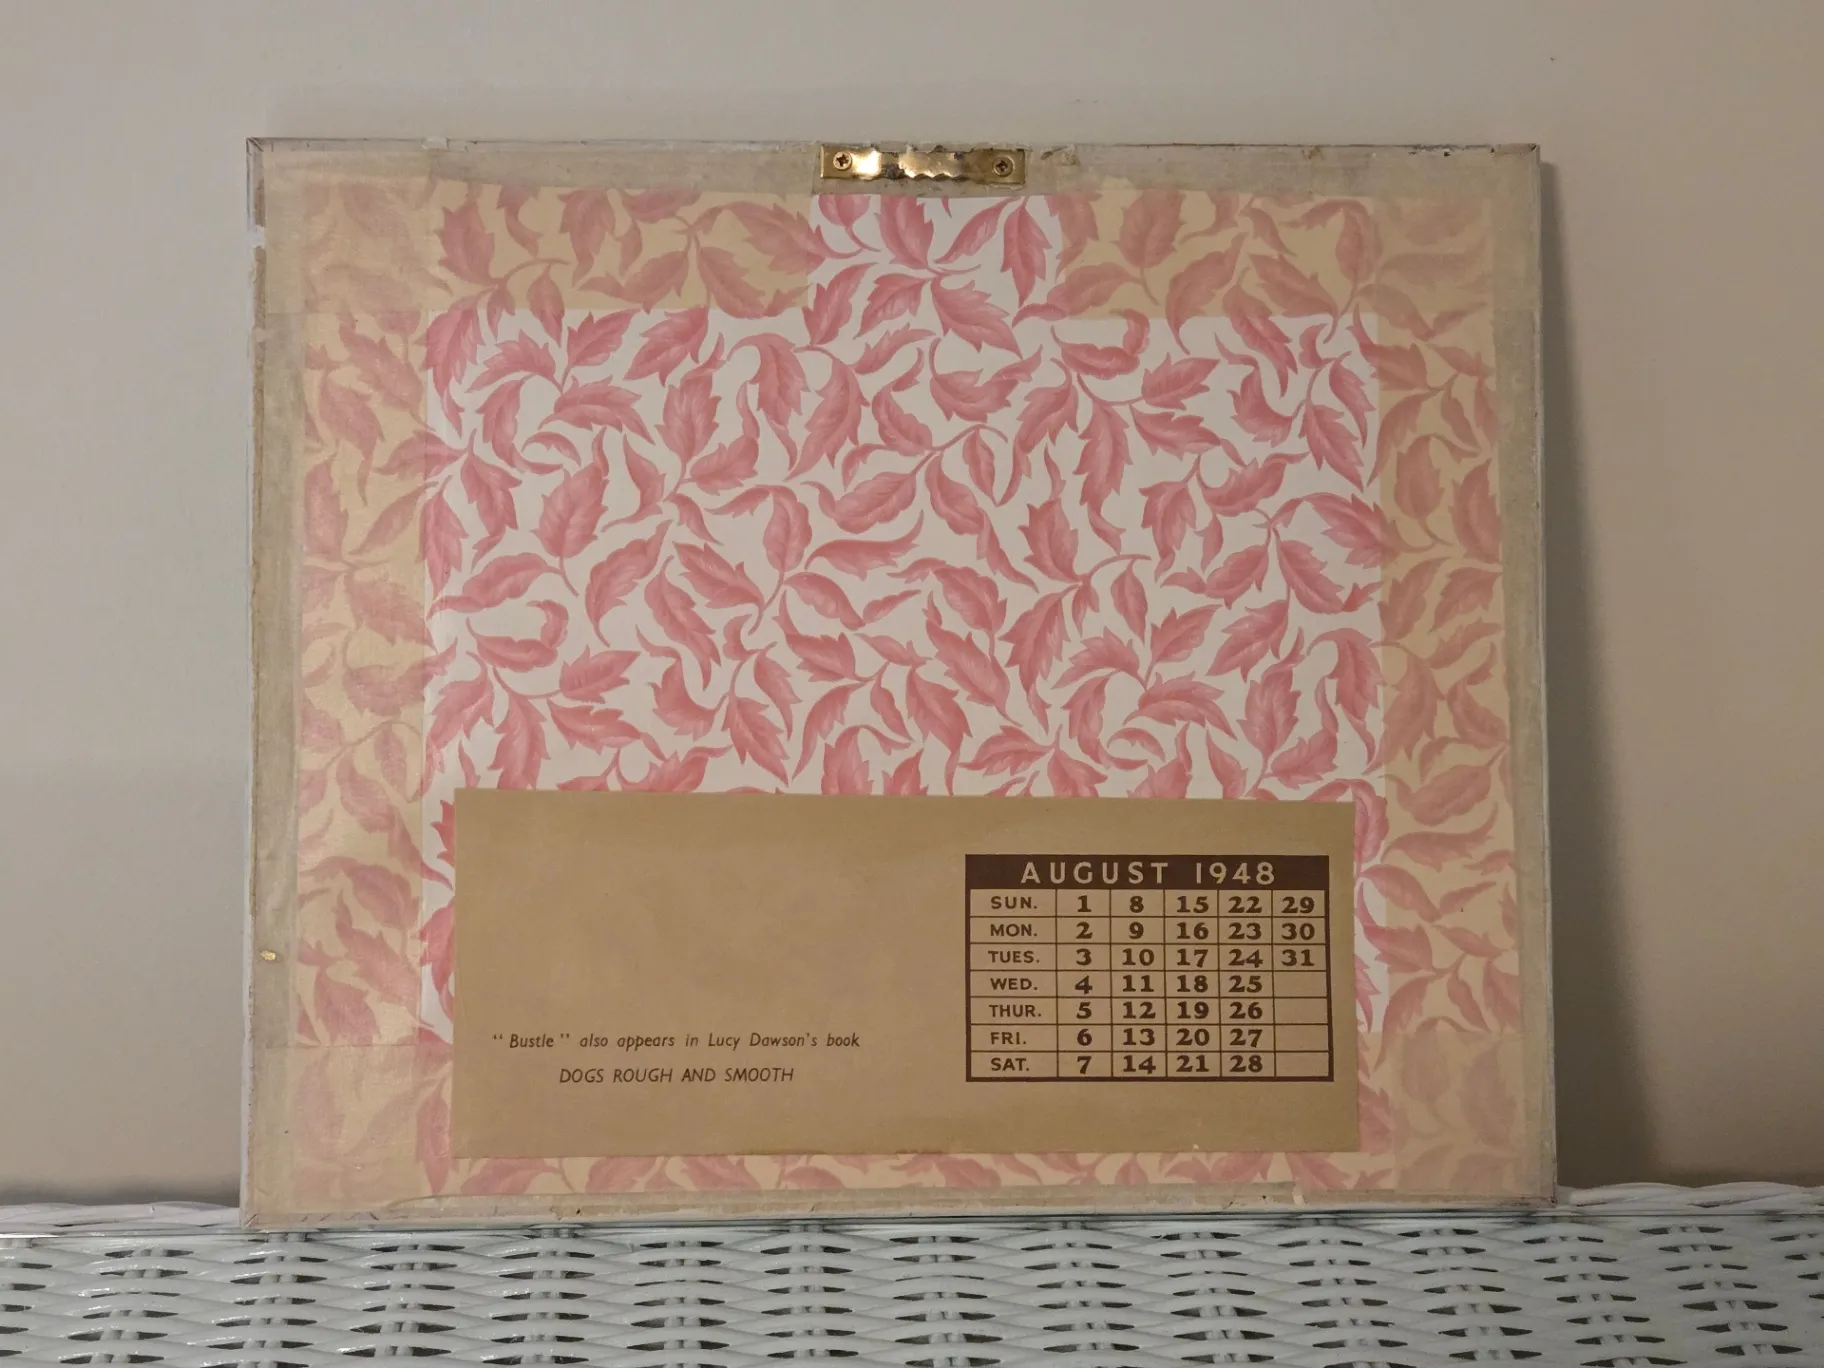 AUGUST 1948
SUN. 1 8 15 22 29
MON. 2 9 16 23 30
TUES. 3 10 17 24 31
WED. 4 11 18 25
THUR. 5 12 19 26
FRI. 6 13 20 27
SAT. 7 14 21 28
“ Bustle ” also appears in Lucy Dawson's book
DOGS ROUGH AND SMOOTH